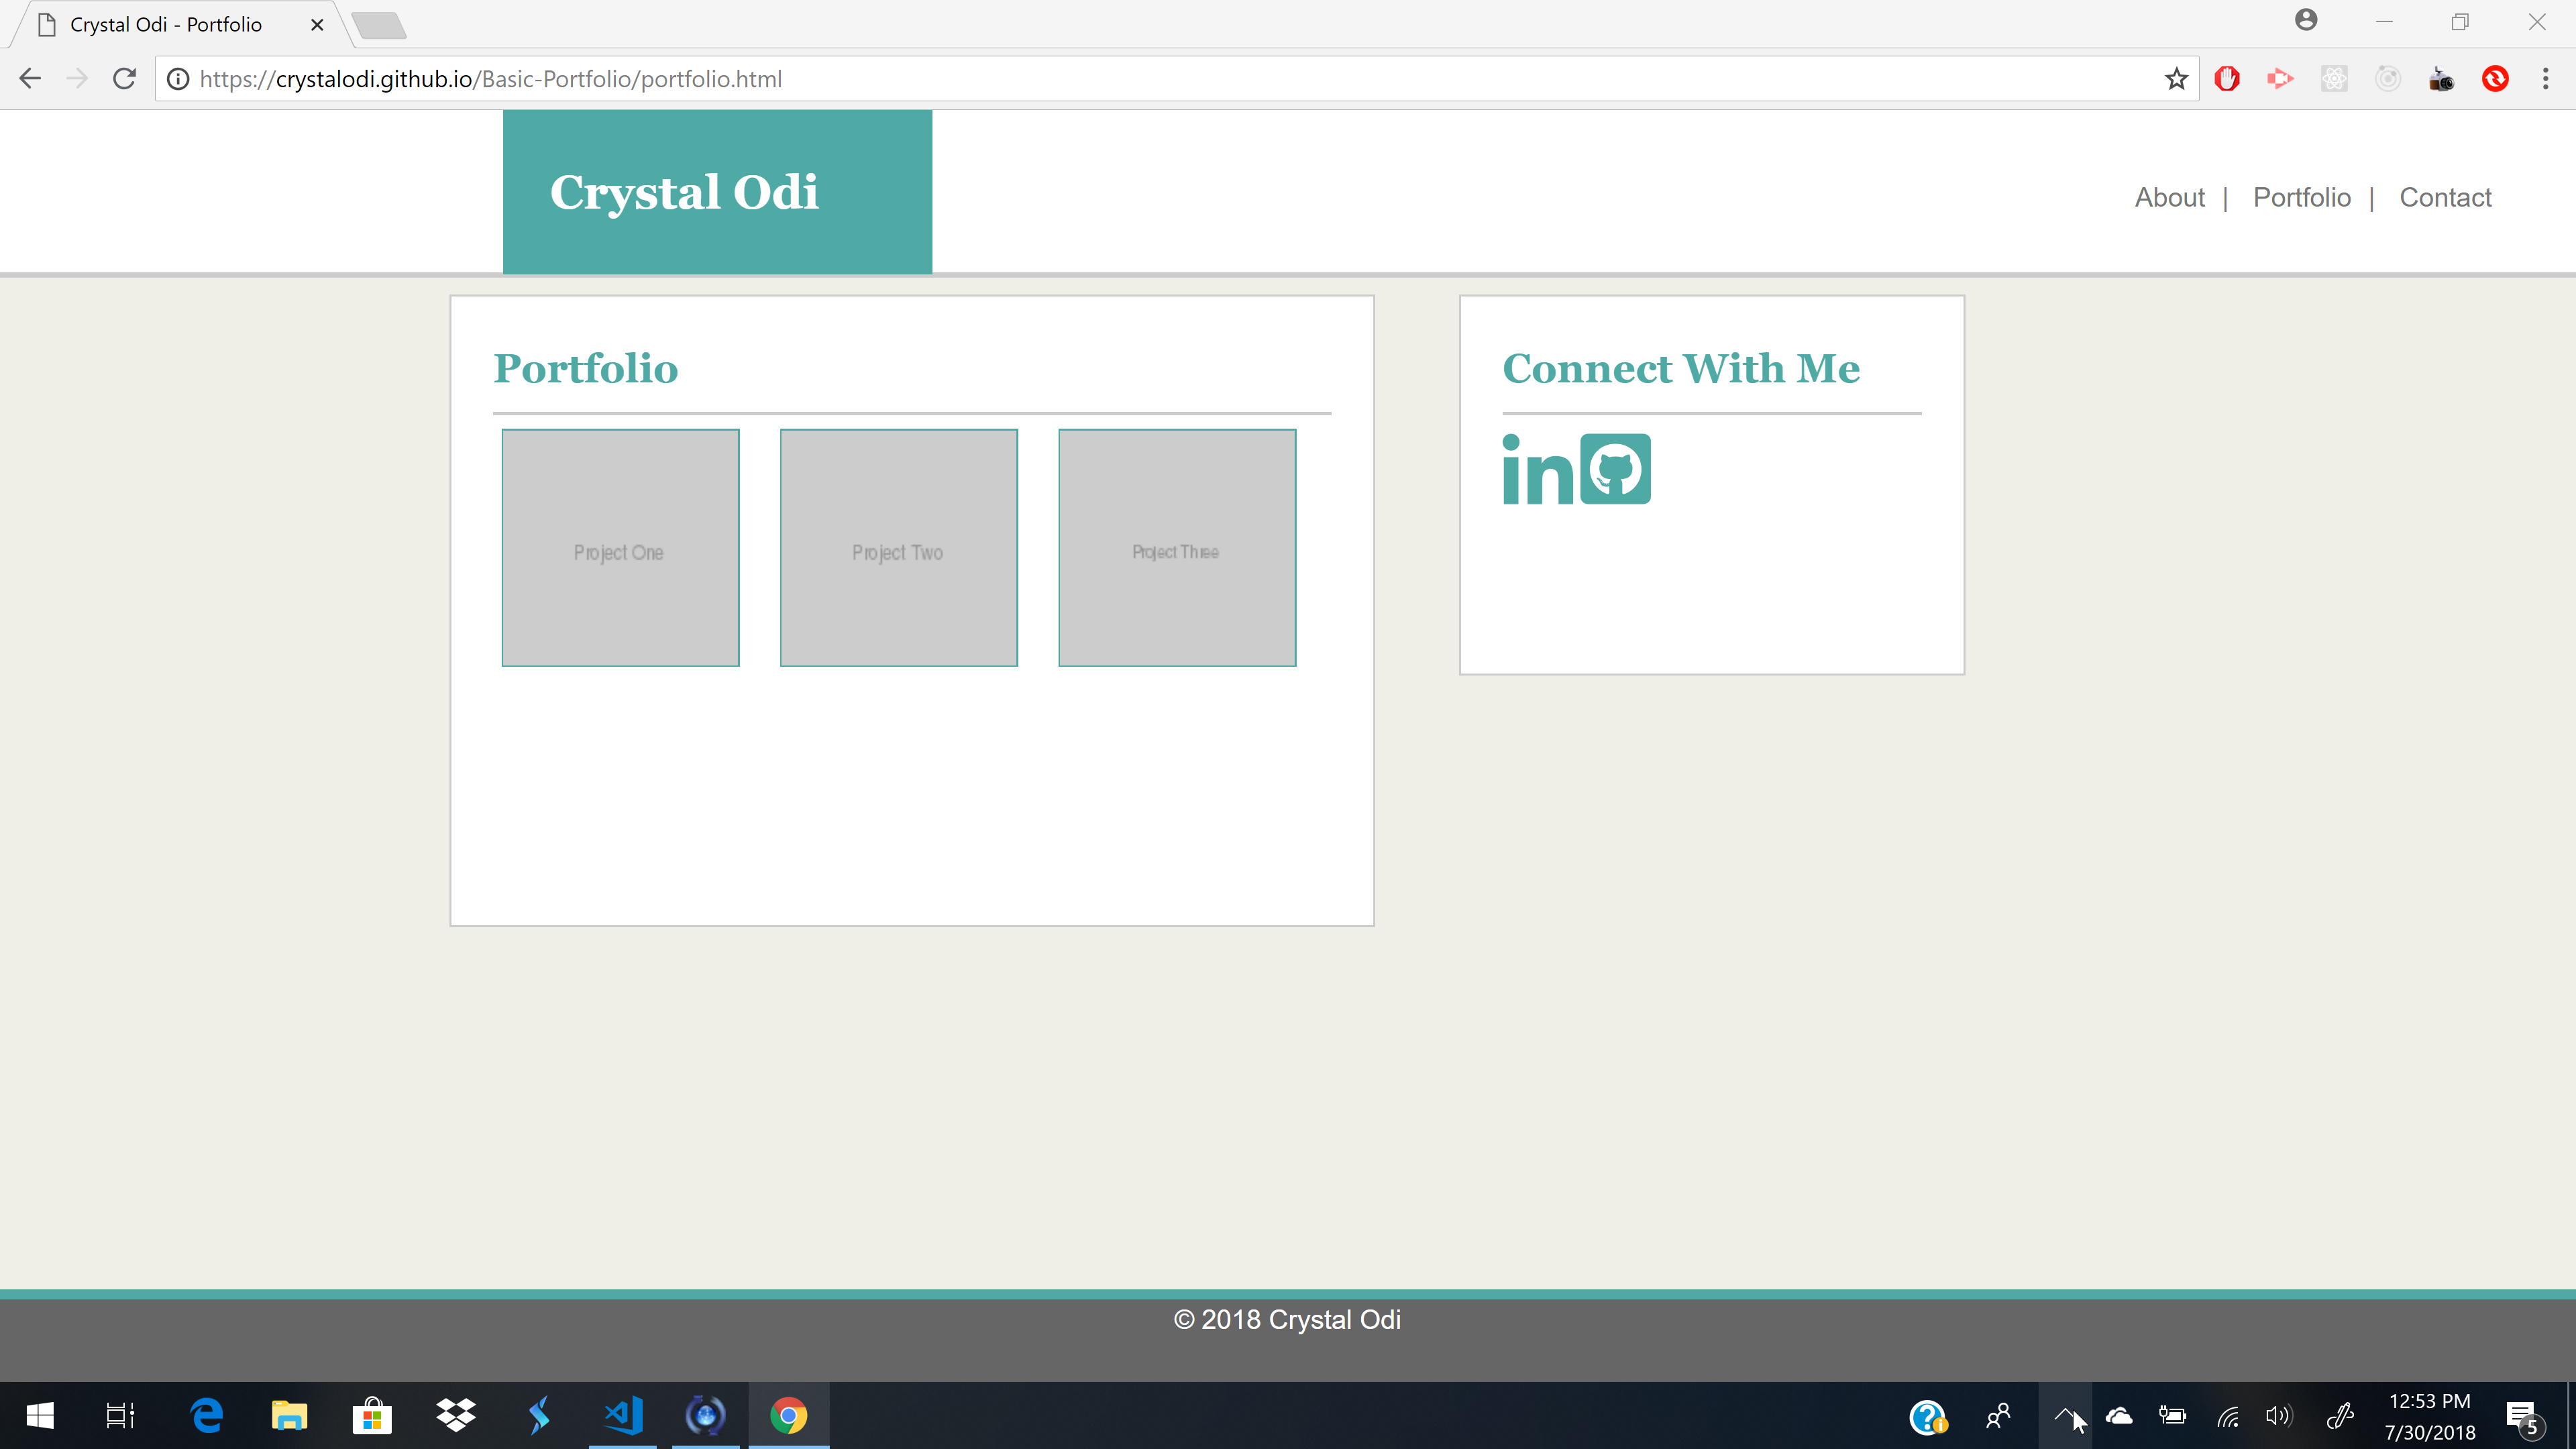 Crystal Odi - Portfolio
https://crystalodi.github.io/Basic-Portfolio/portfolio.html
Crystal Odi
About | Portfolio | Contact
Portfolio
Project One
Project Two
Project Three
Connect With Me
in
© 2018 Crystal Odi
12:53 PM
7/30/2018
5